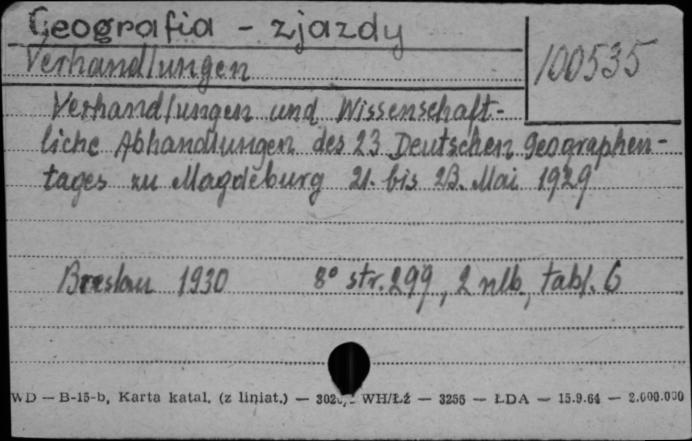 Geografia - zjazdy
100535
Verhandlungen
Verhandlungen und Wissenschaft-
liche Abhandlungen des 23 Deutschen Geographen-
tages zu Magdeburg 21. bis 23. Mai 1929
Breslau 1930 8° str. 299, 2 nlb, tabl. 6
WD — B-15-b, Karta katal. (z liniat.) — WH/Łź — 3256 — ŁDA — 15.9.64 — 2.000.000